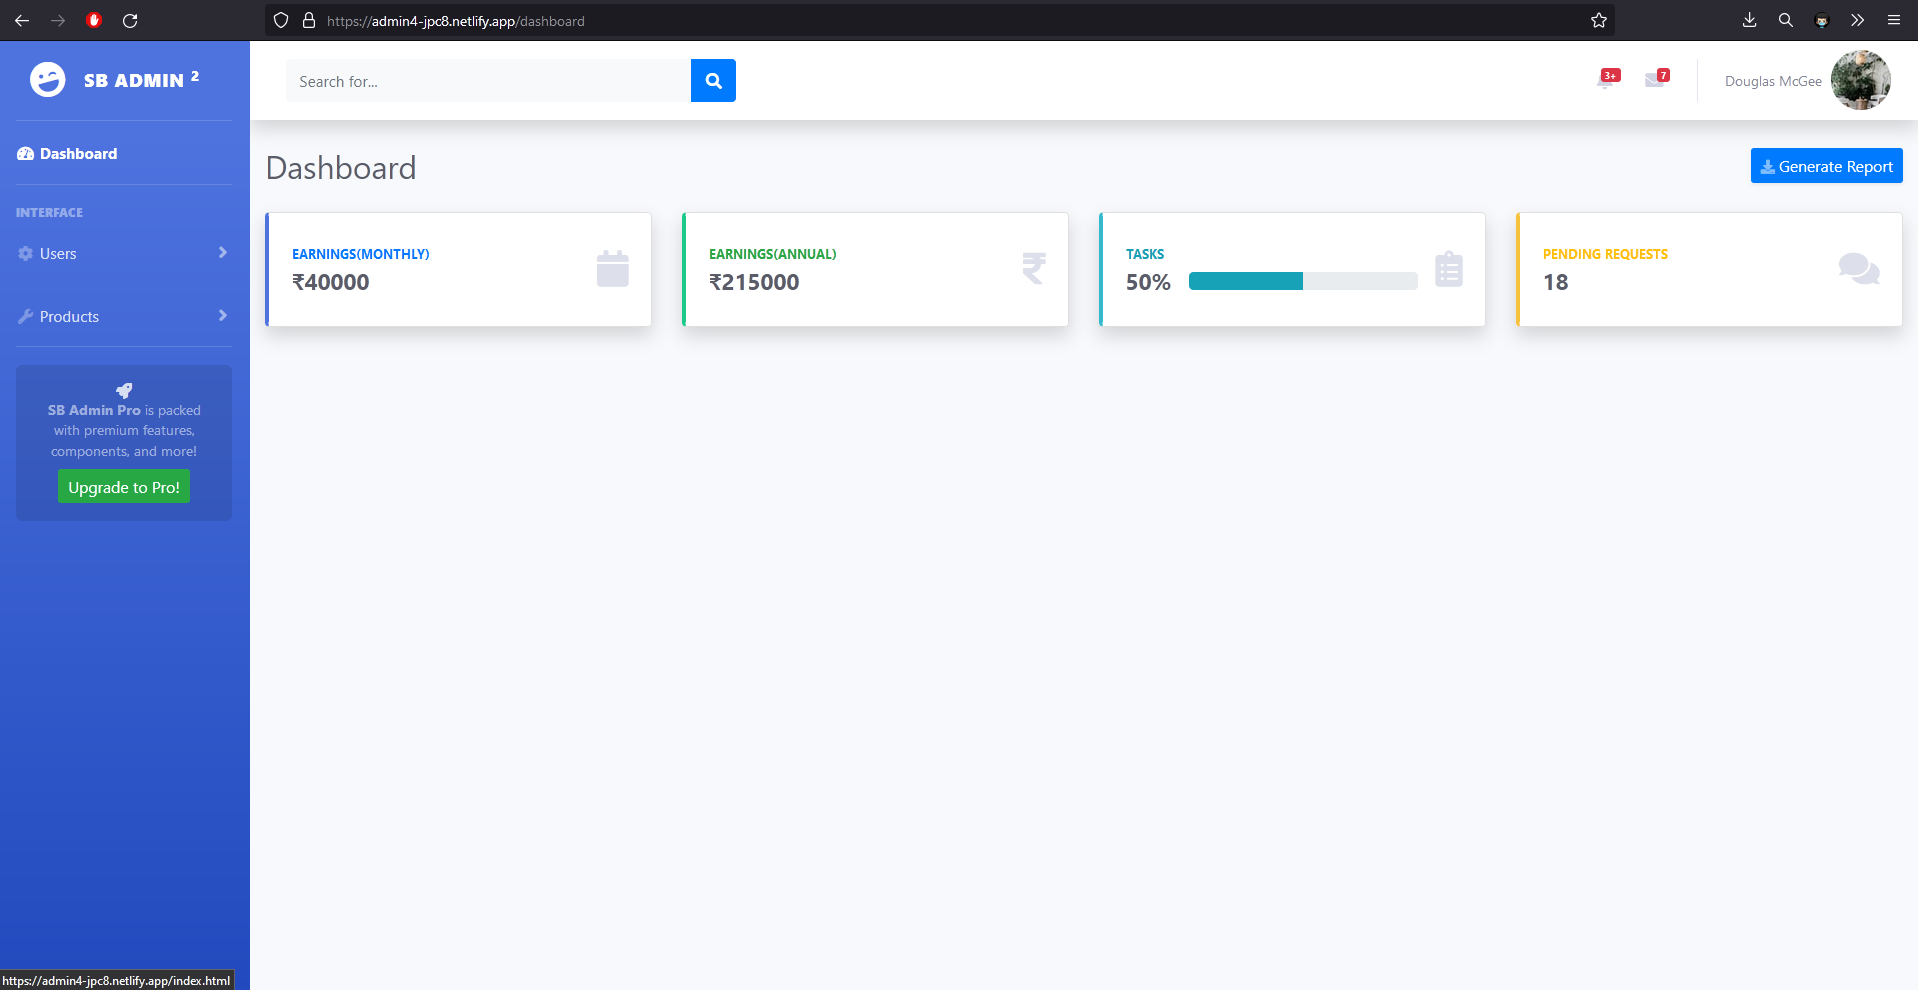 https://admin4-jpc8.netlify.app/dashboard
SB ADMIN 2
Search for...
3+
7
Douglas McGee
Dashboard
INTERFACE
Users
Products
SB Admin Pro is packed
with premium features,
components, and more!
Upgrade to Pro!
Dashboard
Generate Report
EARNINGS(MONTHLY)
₹40000
EARNINGS(ANNUAL)
₹215000
TASKS
50%
PENDING REQUESTS
18
https://admin4-jpc8.netlify.app/index.html